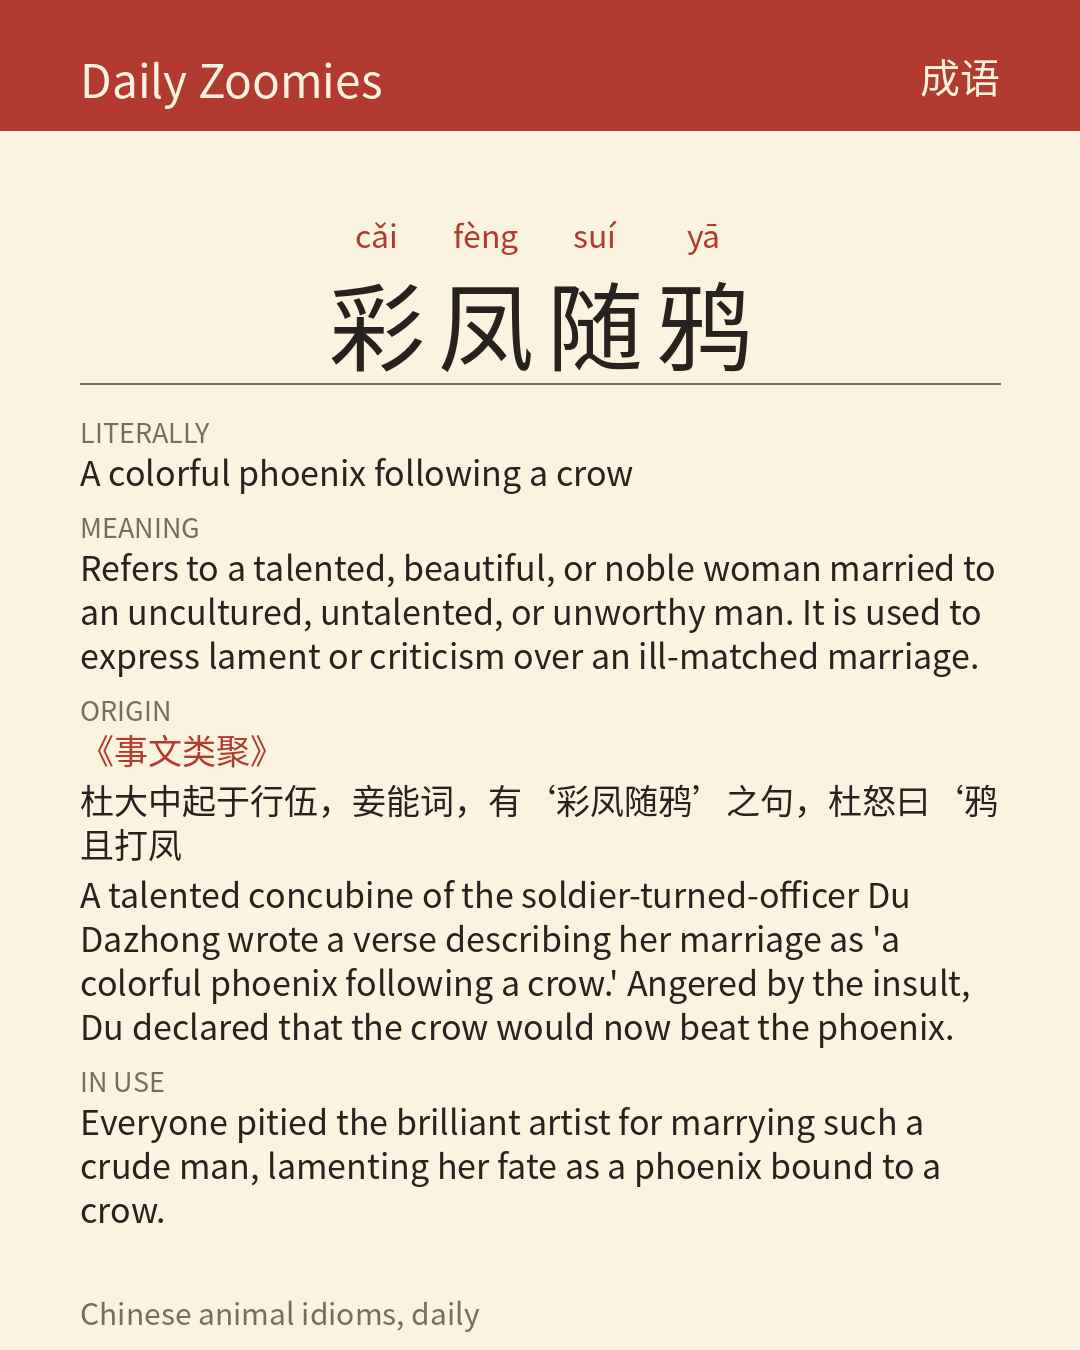 Daily Zoomies
成语
cǎi fèng suí yā
彩凤随鸦
LITERALLY
A colorful phoenix following a crow
MEANING
Refers to a talented, beautiful, or noble woman married to
an uncultured, untalented, or unworthy man. It is used to
express lament or criticism over an ill-matched marriage.
ORIGIN
《事文类聚》
杜大中起于行伍，妾能词，有‘彩凤随鸦’之句，杜怒曰‘鸦
且打凤
A talented concubine of the soldier-turned-officer Du
Dazhong wrote a verse describing her marriage as 'a
colorful phoenix following a crow.' Angered by the insult,
Du declared that the crow would now beat the phoenix.
IN USE
Everyone pitied the brilliant artist for marrying such a
crude man, lamenting her fate as a phoenix bound to a
crow.
Chinese animal idioms, daily